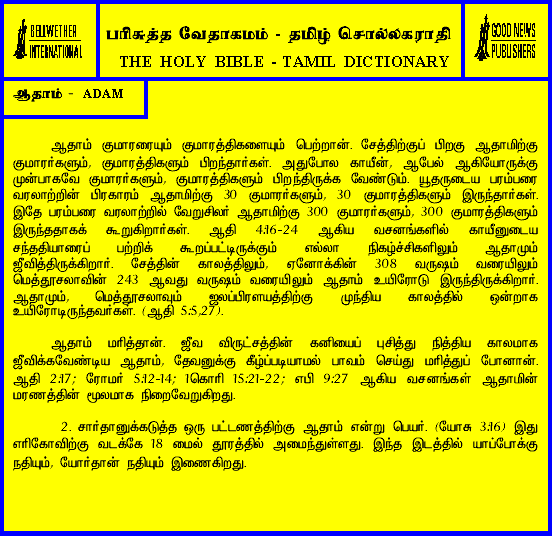 BELLWETHER
INTERNATIONAL
பரிசுத்த வேதாகமம் - தமிழ் சொல்லகராதி
THE HOLY BIBLE - TAMIL DICTIONARY
GOOD NEWS
PUBLISHERS
ஆதாம் - ADAM
ஆதாம் குமாரரையும் குமாரத்திகளையும் பெற்றான். சேத்திற்குப் பிறகு ஆதாமிற்கு
குமாரர்களும், குமாரத்திகளும் பிறந்தார்கள். அதுபோல காயீன், ஆபேல் ஆகியோருக்கு
முன்பாகவே குமாரர்களும், குமாரத்திகளும் பிறந்திருக்க வேண்டும். யூதருடைய பரம்பரை
வரலாற்றின் பிரகாரம் ஆதாமிற்கு 30 குமாரர்களும், 30 குமாரத்திகளும் இருந்தார்கள்.
இதே பரம்பரை வரலாற்றில் வேறுசிலர் ஆதாமிற்கு 300 குமாரர்களும், 300 குமாரத்திகளும்
இருந்ததாகக் கூறுகிறார்கள். ஆதி 4:16-24 ஆகிய வசனங்களில் காயீனுடைய
சந்ததியாரைப் பற்றிக் கூறப்பட்டிருக்கும் எல்லா நிகழ்ச்சிகளிலும் ஆதாமும்
ஜீவித்திருக்கிறார். சேத்தின் காலத்திலும், ஏனோக்கின் 308 வருஷம் வரையிலும்
மெத்தூசலாவின் 243 ஆவது வருஷம் வரையிலும் ஆதாம் உயிரோடு இருந்திருக்கிறார்.
ஆதாமும், மெத்தூசலாவும் ஜலப்பிரளயத்திற்கு முந்திய காலத்தில் ஒன்றாக
உயிரோடிருந்தவர்கள். (ஆதி 5:5,27).
ஆதாம் மரித்தான். ஜீவ விருட்சத்தின் கனியைப் புசித்து நித்திய காலமாக
ஜீவிக்கவேண்டிய ஆதாம், தேவனுக்கு கீழ்ப்படியாமல் பாவம் செய்து மரித்துப் போனான்.
ஆதி 2:17; ரோமர் 5:12-14; 1கொரி 15:21-22; எபி 9:27 ஆகிய வசனங்கள் ஆதாமின்
மரணத்தின் மூலமாக நிறைவேறுகிறது.
2. சார்தானுக்கடுத்த ஒரு பட்டணத்திற்கு ஆதாம் என்று பெயர். (யோசு 3:16) இது
எரிகோவிற்கு வடக்கே 18 மைல் தூரத்தில் அமைந்துள்ளது. இந்த இடத்தில் யாப்போக்கு
நதியும், யோர்தான் நதியும் இணைகிறது.